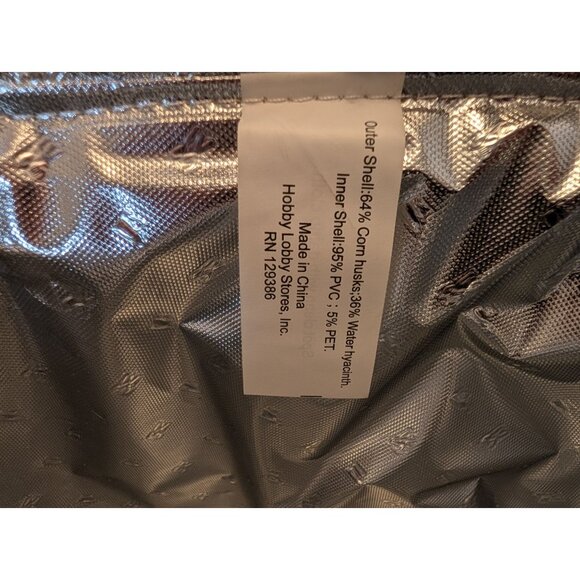 Outer Shell:64% Corn husks;36% Water hyacinth.
Inner Shell:95% PVC ; 5% PET.
Made in China
Hobby Lobby Stores, Inc.
RN 129386